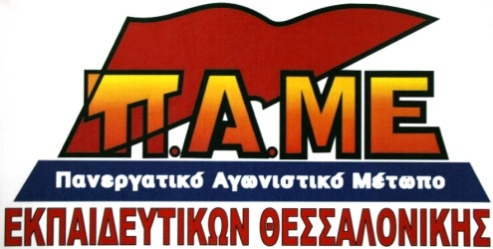 Π.Α.ΜΕ
Πανεργατικό Αγωνιστικό Μέτωπο
ΕΚΠΑΙΔΕΥΤΙΚΩΝ ΘΕΣΣΑΛΟΝΙΚΗΣ